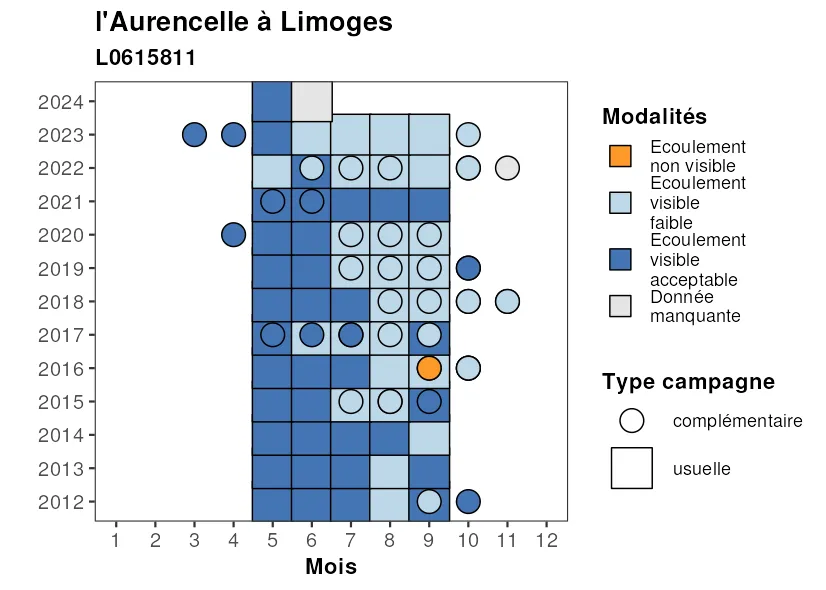 l'Aurencelle à Limoges
L0615811
2024
2023
2022
2021
2020
2019
2018
2017
2016
2015
2014
2013
2012
1 2 3 4 5 6 7 8 9 10 11 12
Mois
Modalités
Ecoulement
non visible
Ecoulement
visible
faible
Ecoulement
visible
acceptable
Donnée
manquante
Type campagne
complémentaire
usuelle